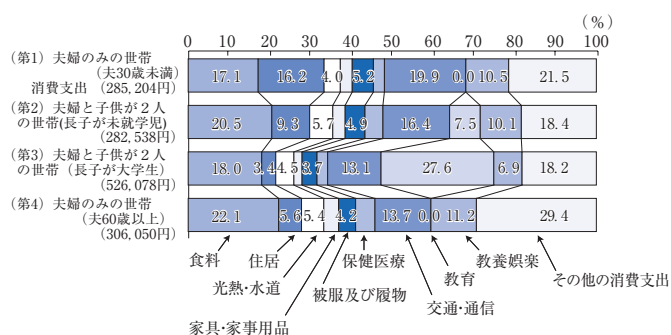 (%)
0 10 20 30 40 50 60 70 80 90 100
(第1) 夫婦のみの世帯
(夫30歳未満)
消費支出 (285,204円)
17.1 16.2 4.0 5.2 19.9 0.0 10.5 21.5
(第2) 夫婦と子供が2人
の世帯(長子が未就学児)
(282,538円)
20.5 9.3 5.7 4.9 16.4 7.5 10.1 18.4
(第3) 夫婦と子供が2人
の世帯 (長子が大学生)
(526,078円)
18.0 3.4 4.5 3.7 13.1 27.6 6.9 18.2
(第4) 夫婦のみの世帯
(夫60歳以上)
(306,050円)
22.1 5.6 5.4 4.2 13.7 0.0 11.2 29.4
食料 住居 保健医療 教育 教養娯楽 その他の消費支出
光熱・水道 被服及び履物 交通・通信
家具・家事用品